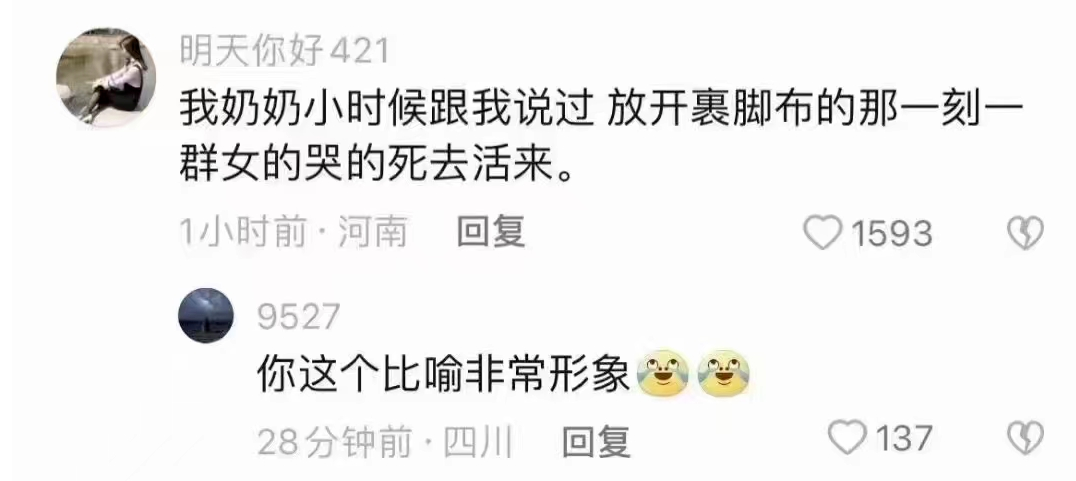 明天你好421
我奶奶小时候跟我说过 放开裹脚布的那一刻一
群女的哭的死去活来。
1小时前·河南 回复 1593
9527
你这个比喻非常形象
28分钟前·四川 回复 137